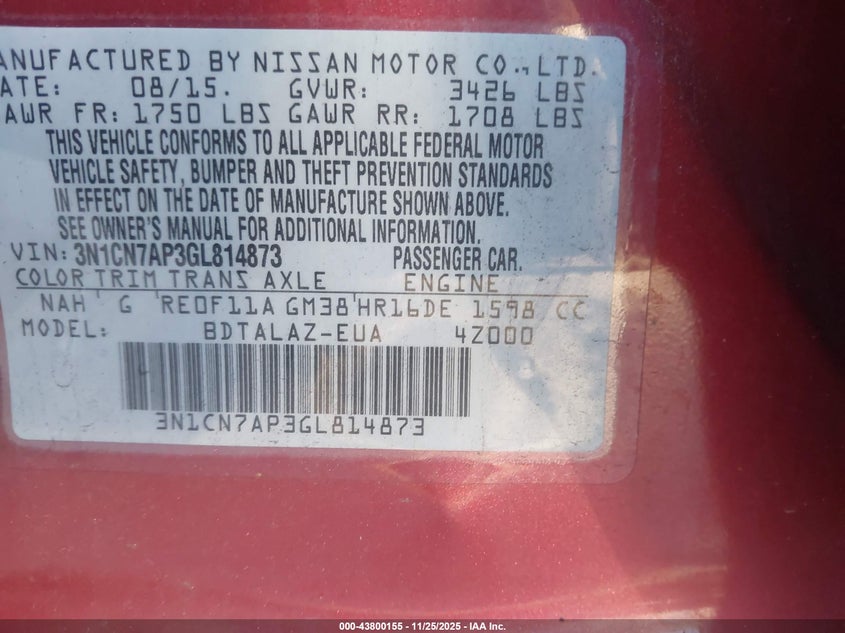 ANUFACTURED BY NISSAN MOTOR CO., LTD.
ATE: 08/15. GVWR: 3426 LBS
AWR FR: 1750 LBS GAWR RR: 1708 LBS
THIS VEHICLE CONFORMS TO ALL APPLICABLE FEDERAL MOTOR
VEHICLE SAFETY, BUMPER AND THEFT PREVENTION STANDARDS
IN EFFECT ON THE DATE OF MANUFACTURE SHOWN ABOVE.
SEE OWNER'S MANUAL FOR ADDITIONAL INFORMATION.
VIN: 3N1CN7AP3GL814873 PASSENGER CAR.
COLOR TRIM TRANS AXLE ENGINE
NAH G RE0F11A GM38 HR16DE 1598 CC
MODEL: BDTALAZ-EUA 4Z000
3N1CN7AP3GL814873
000-43800155 - 11/25/2025 - IAA Inc.